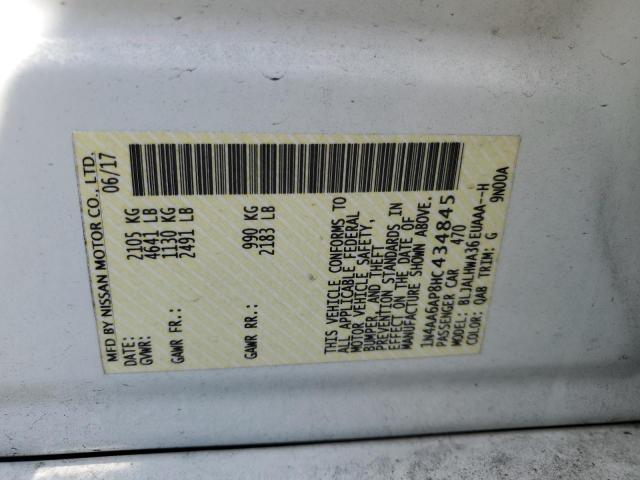 MFD BY NISSAN MOTOR CO., LTD.
DATE: 06/17
GVWR: 2105 KG
4641 LB
GAWR FR: 1130 KG
2491 LB
GAWR RR: 990 KG
2183 LB
THIS VEHICLE CONFORMS TO
ALL APPLICABLE FEDERAL
MOTOR VEHICLE SAFETY,
BUMPER, AND THEFT
PREVENTION STANDARDS IN
EFFECT ON THE DATE OF
MANUFACTURE SHOWN ABOVE.
1N4AA6AP8HC434845
PASSENGER CAR 470
MODEL: BLJALHWA36EUAAA--H
COLOR: QAB TRIM: G 9N00A